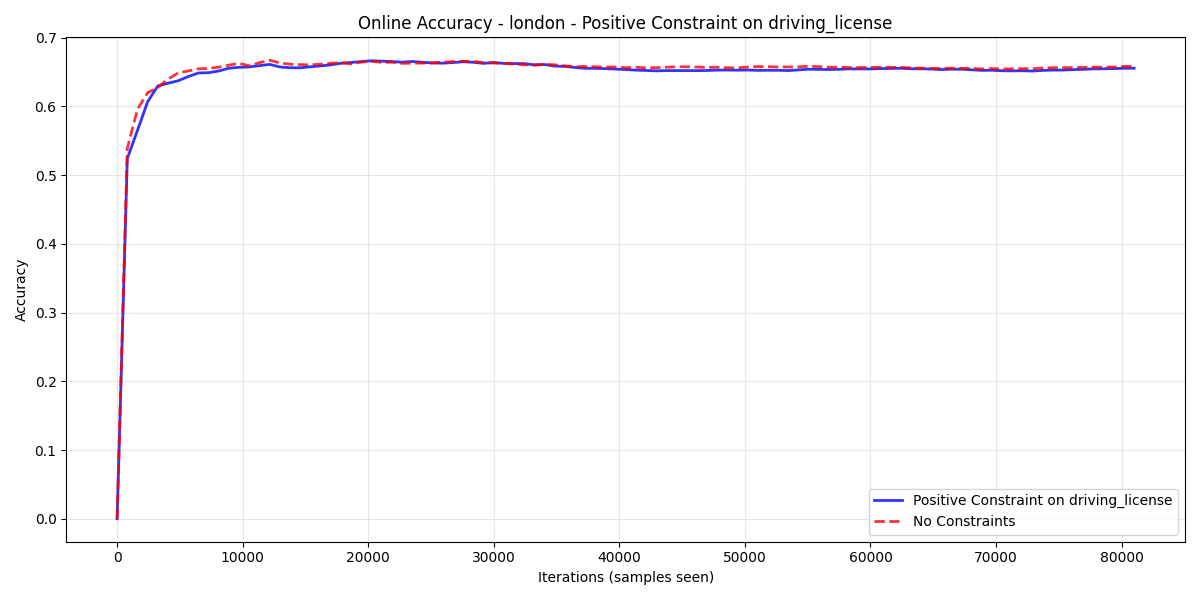 Online Accuracy - london - Positive Constraint on driving_license
0.7
0.6
0.5
0.4
0.3
0.2
0.1
0.0
Accuracy
0 10000 20000 30000 40000 50000 60000 70000 80000
Iterations (samples seen)
Positive Constraint on driving_license
No Constraints